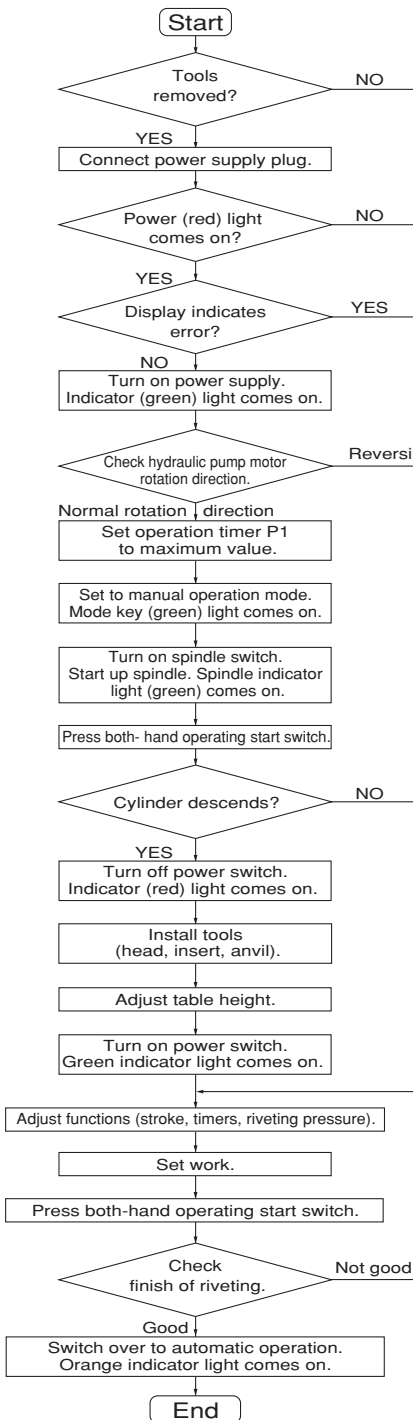 Start
Tools
removed?
NO
YES
Connect power supply plug.
Power (red) light
comes on?
NO
YES
Display indicates
error?
YES
NO
Turn on power supply.
Indicator (green) light comes on.
Check hydraulic pump motor
rotation direction.
Reversi
Normal rotation direction
Set operation timer P1
to maximum value.
Set to manual operation mode.
Mode key (green) light comes on.
Turn on spindle switch.
Start up spindle. Spindle indicator
light (green) comes on.
Press both- hand operating start switch.
Cylinder descends?
NO
YES
Turn off power switch.
Indicator (red) light comes on.
Install tools
(head, insert, anvil).
Adjust table height.
Turn on power switch.
Green indicator light comes on.
Adjust functions (stroke, timers, riveting pressure).
Set work.
Press both-hand operating start switch.
Check
finish of riveting.
Not good
Good
Switch over to automatic operation.
Orange indicator light comes on.
End